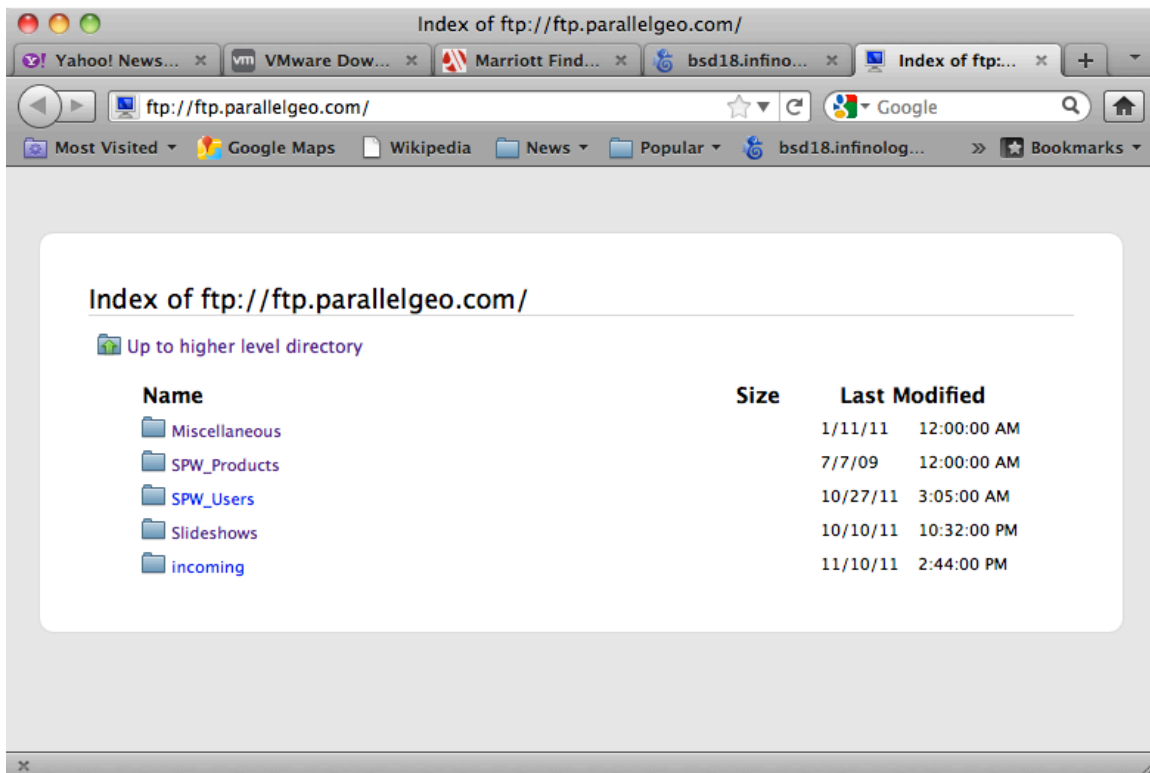 Index of ftp://ftp.parallelgeo.com/
Yahoo! News... vm VMware Dow... Marriott Find... bsd18.infino... Index of ftp:...
ftp://ftp.parallelgeo.com/ Google
Most Visited Google Maps Wikipedia News Popular bsd18.infinolog... » Bookmarks
Index of ftp://ftp.parallelgeo.com/
Up to higher level directory
Name Size Last Modified
Miscellaneous 1/11/11 12:00:00 AM
SPW_Products 7/7/09 12:00:00 AM
SPW_Users 10/27/11 3:05:00 AM
Slideshows 10/10/11 10:32:00 PM
incoming 11/10/11 2:44:00 PM